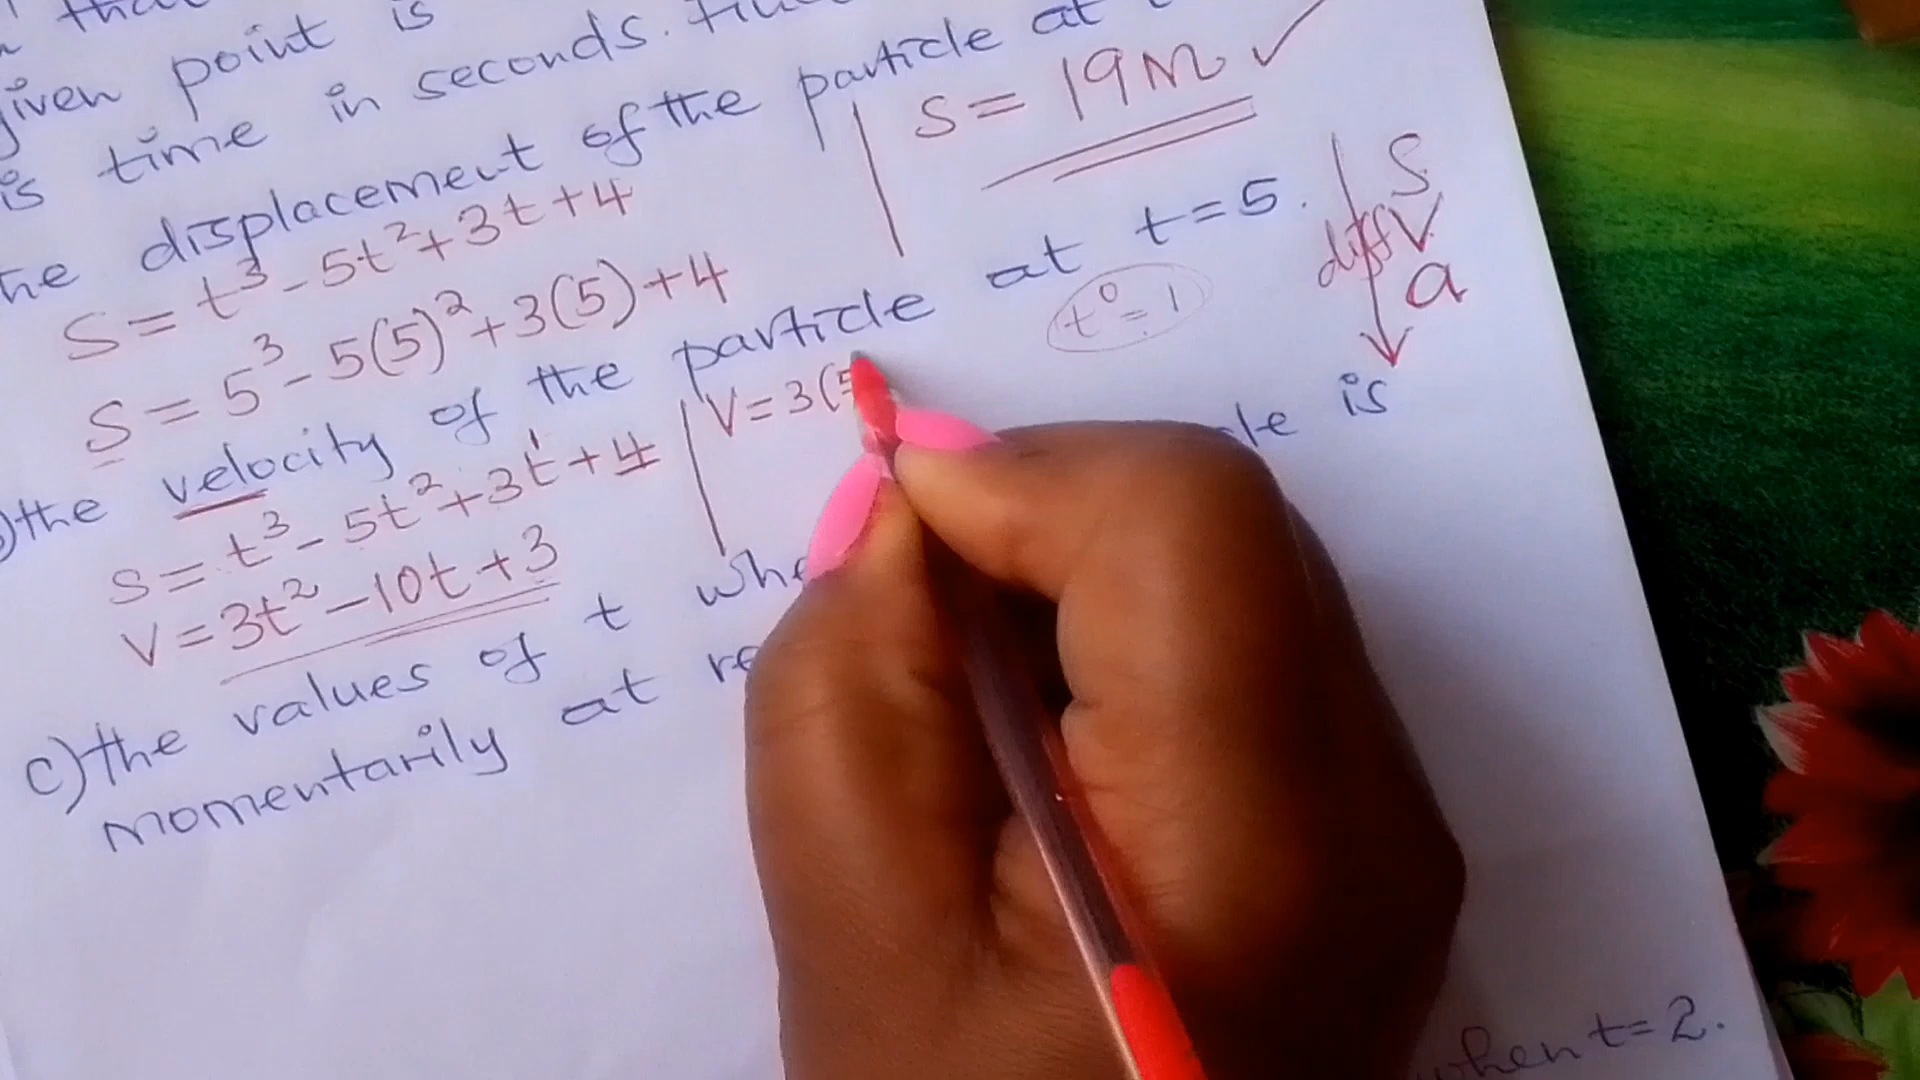 that
given point is
is time in seconds.
the displacement of the particle at
S = t³ - 5t² + 3t + 4
S = 5³ - 5(5)² + 3(5) + 4
S = 19m ✓
the velocity of the particle at t = 5.
t⁰ = 1
S
diff V
a
S = t³ - 5t² + 3t¹ + 4
V = 3t² - 10t + 3
V = 3(5
c) the values of t is
momentarily at
when t = 2.